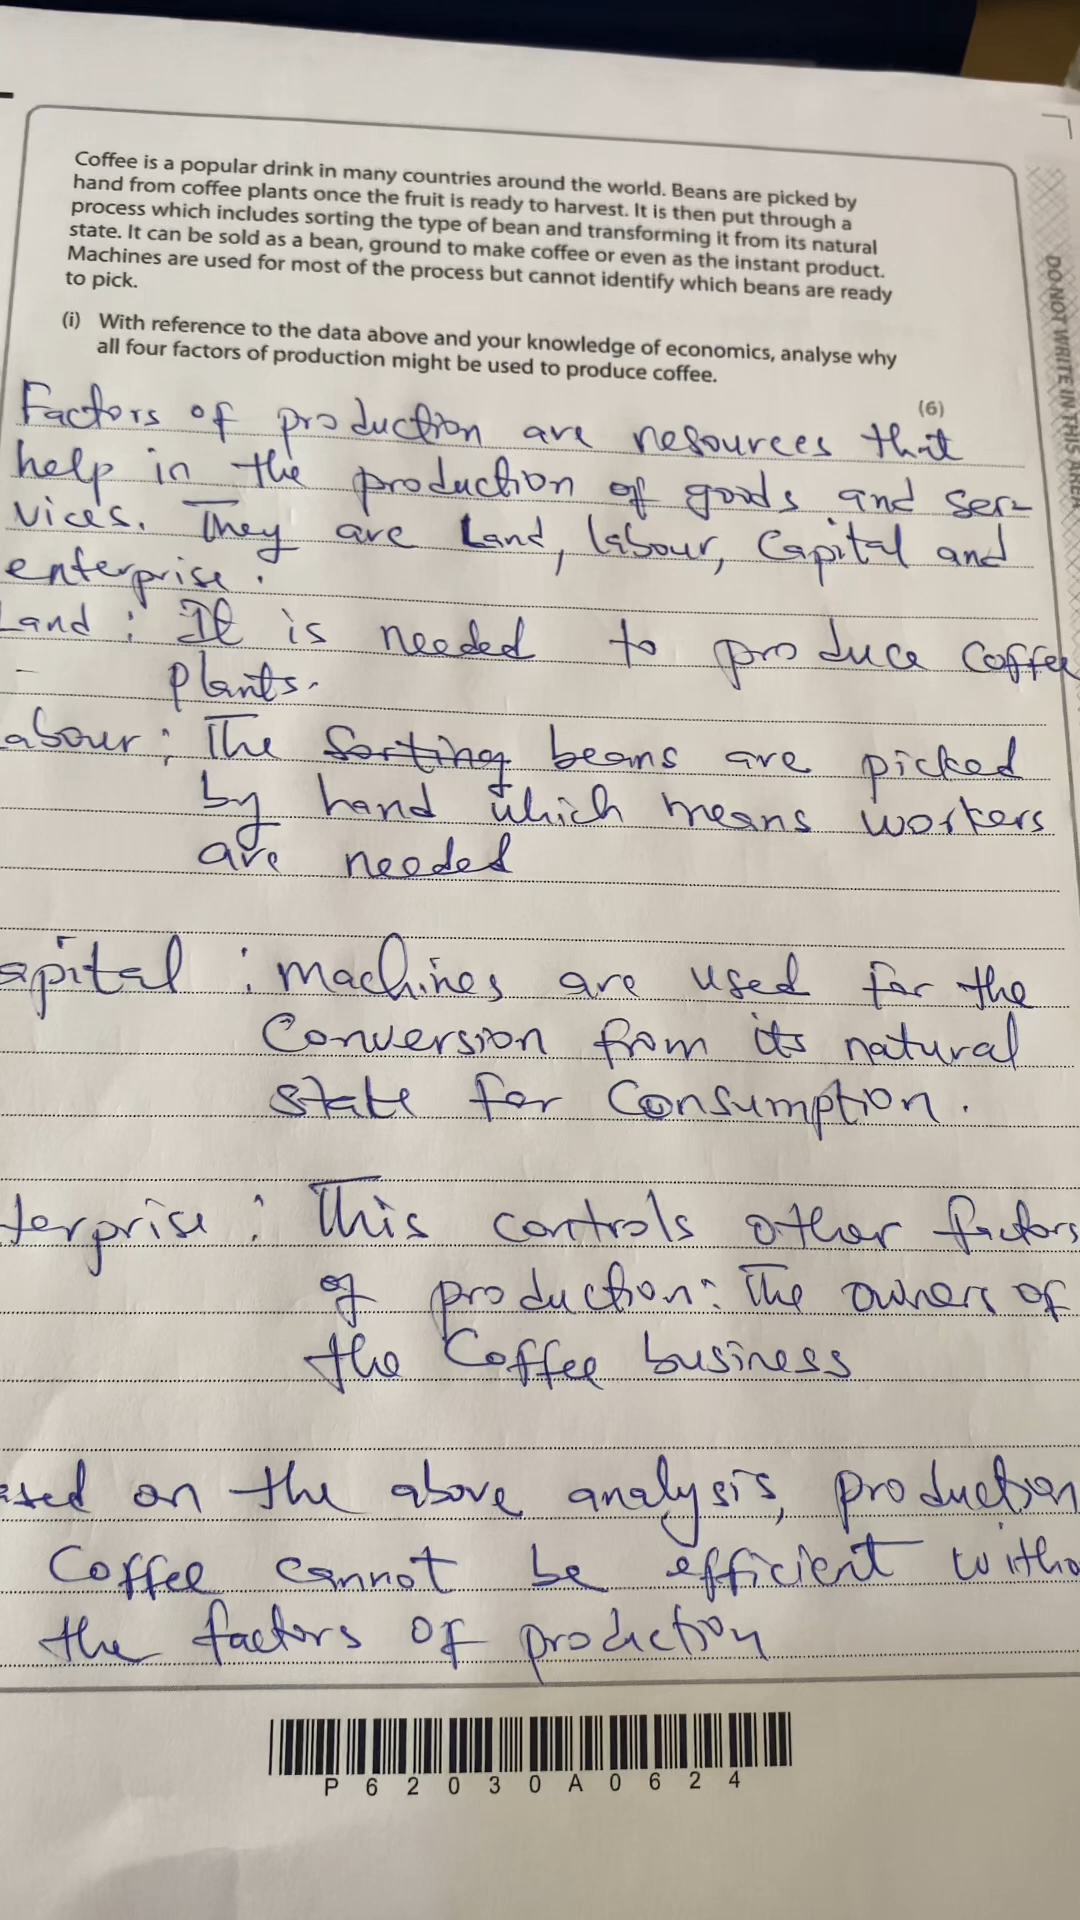 Coffee is a popular drink in many countries around the world. Beans are picked by
hand from coffee plants once the fruit is ready to harvest. It is then put through a
process which includes sorting the type of bean and transforming it from its natural
state. It can be sold as a bean, ground to make coffee or even as the instant product.
Machines are used for most of the process but cannot identify which beans are ready
to pick.
(i) With reference to the data above and your knowledge of economics, analyse why
all four factors of production might be used to produce coffee.
(6)
Factors of production are resources that
help in the production of goods and ser-
vices. They are Land, labour, Capital and
enterprise.
Land : It is needed to produce coffee
plants.
abour : The Sorting beans are picked
by hand which means workers
are needed
apital : machines are used for the
Conversion from its natural
state for Consumption.
terprise : This controls other factors
of production. The owners of
the Coffee business
ased on the above analysis, production
Coffee cannot be efficient witho
the factors of production
DO NOT WRITE IN THIS AREA
P 6 2 0 3 0 A 0 6 2 4